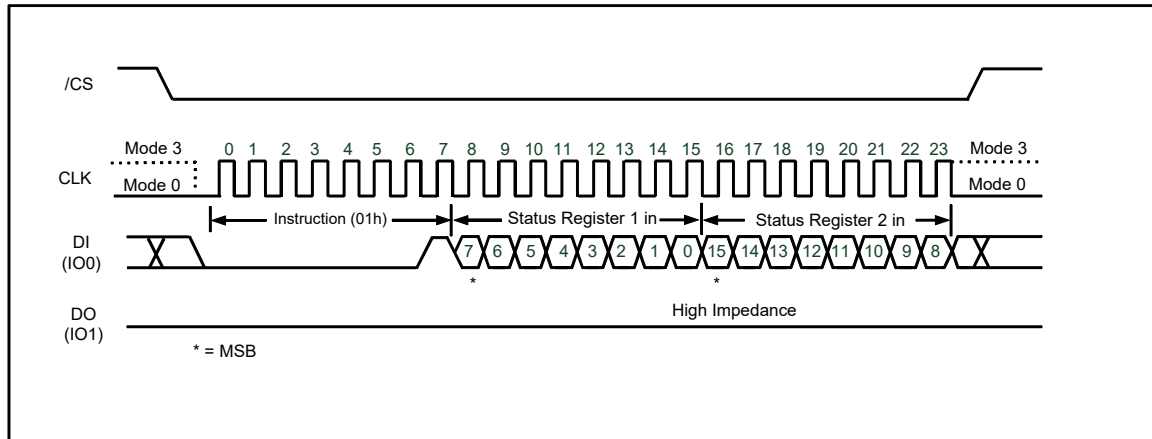 /CS
Mode 3
0 1 2 3 4 5 6 7 8 9 10 11 12 13 14 15 16 17 18 19 20 21 22 23
Mode 3
CLK
Mode 0
Mode 0
Instruction (01h)
Status Register 1 in
Status Register 2 in
DI
(IO0)
7 6 5 4 3 2 1 0 15 14 13 12 11 10 9 8
* *
DO
(IO1)
High Impedance
* = MSB